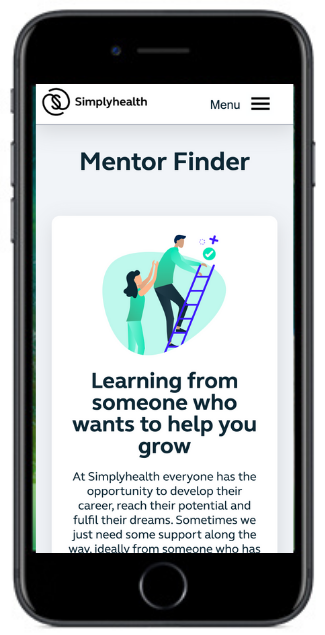 Simplyhealth
Menu
Mentor Finder
Learning from
someone who
wants to help you
grow
At Simplyhealth everyone has the
opportunity to develop their
career, reach their potential and
fulfil their dreams. Sometimes we
just need some support along the
way, ideally from someone who has